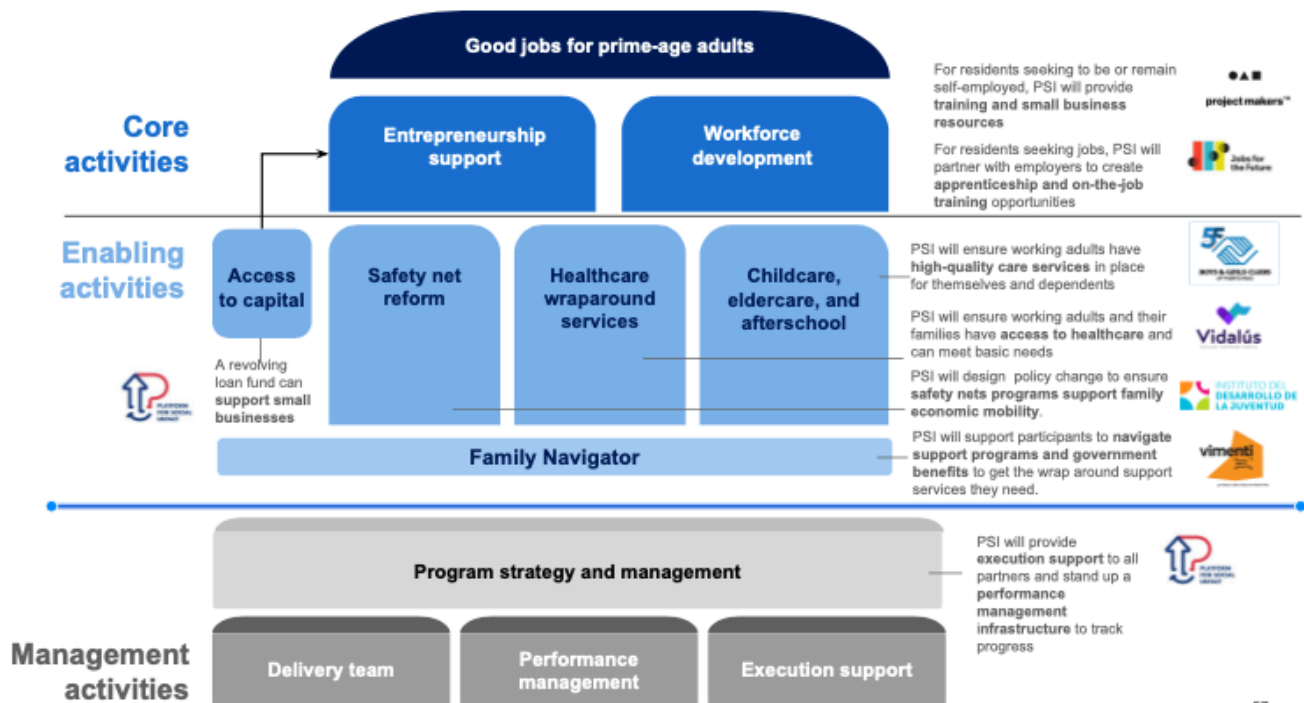 Good jobs for prime-age adults
Core
activities
Entrepreneurship
support
Workforce
development
For residents seeking to be or remain
self-employed, PSI will provide
training and small business
resources
project makers™
For residents seeking jobs, PSI will
partner with employers to create
apprenticeship and on-the-job
training opportunities
Jobs for
the Future
Enabling
activities
Access
to capital
Safety net
reform
Healthcare
wraparound
services
Childcare,
eldercare, and
afterschool
PSI will ensure working adults have
high-quality care services in place
for themselves and dependents
55
BOYS & GIRLS CLUBS
PSI will ensure working adults and their
families have access to healthcare and
can meet basic needs
Vidalús
A revolving
loan fund can
support small
businesses
PLATFORM
FOR SOCIAL
IMPACT
PSI will design policy change to ensure
safety nets programs support family
economic mobility.
INSTITUTO DEL
DESARROLLO DE
LA JUVENTUD
Family Navigator
PSI will support participants to navigate
support programs and government
benefits to get the wrap around support
services they need.
vimenti
Program strategy and management
PSI will provide
execution support to all
partners and stand up a
performance
management
infrastructure to track
progress
PLATFORM
FOR SOCIAL
IMPACT
Management
activities
Delivery team
Performance
management
Execution support